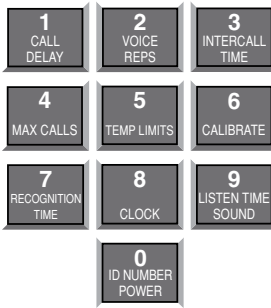 1
CALL
DELAY
2
VOICE
REPS
3
INTERCALL
TIME
4
MAX CALLS
5
TEMP LIMITS
6
CALIBRATE
7
RECOGNITION
TIME
8
CLOCK
9
LISTEN TIME
SOUND
0
ID NUMBER
POWER